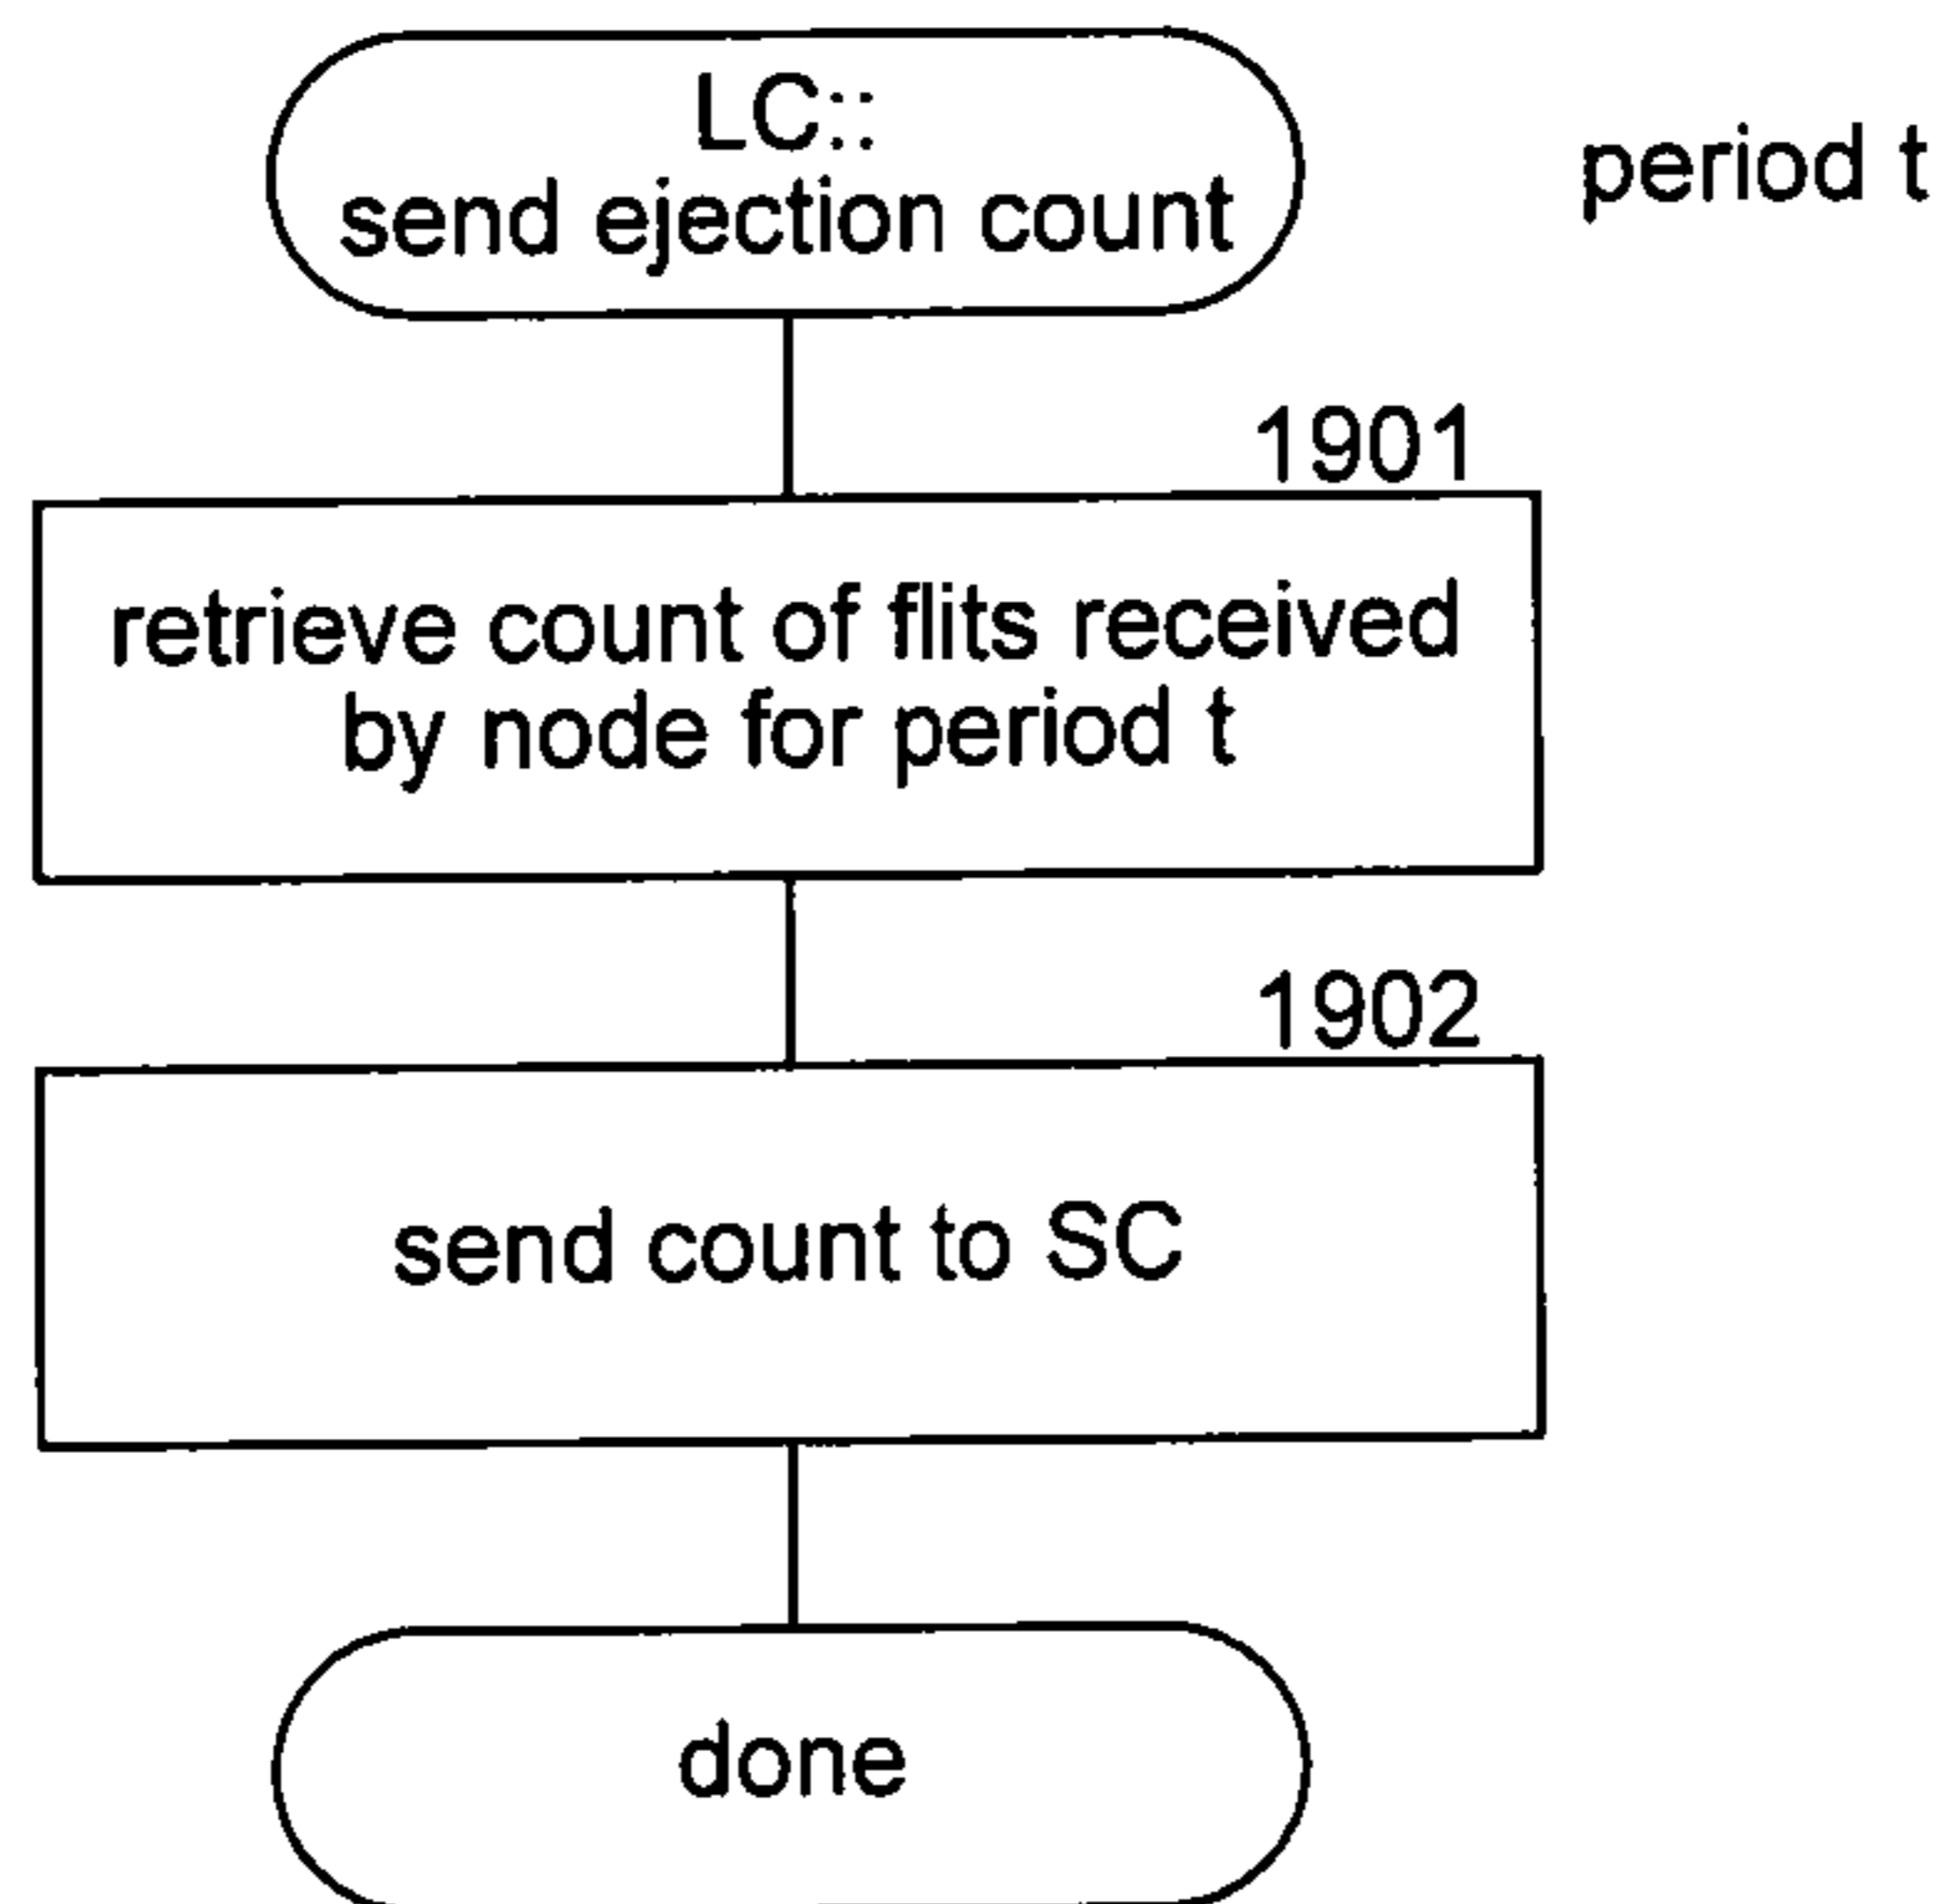 LC::
send ejection count
period t
1901
retrieve count of flits received
by node for period t
1902
send count to SC
done